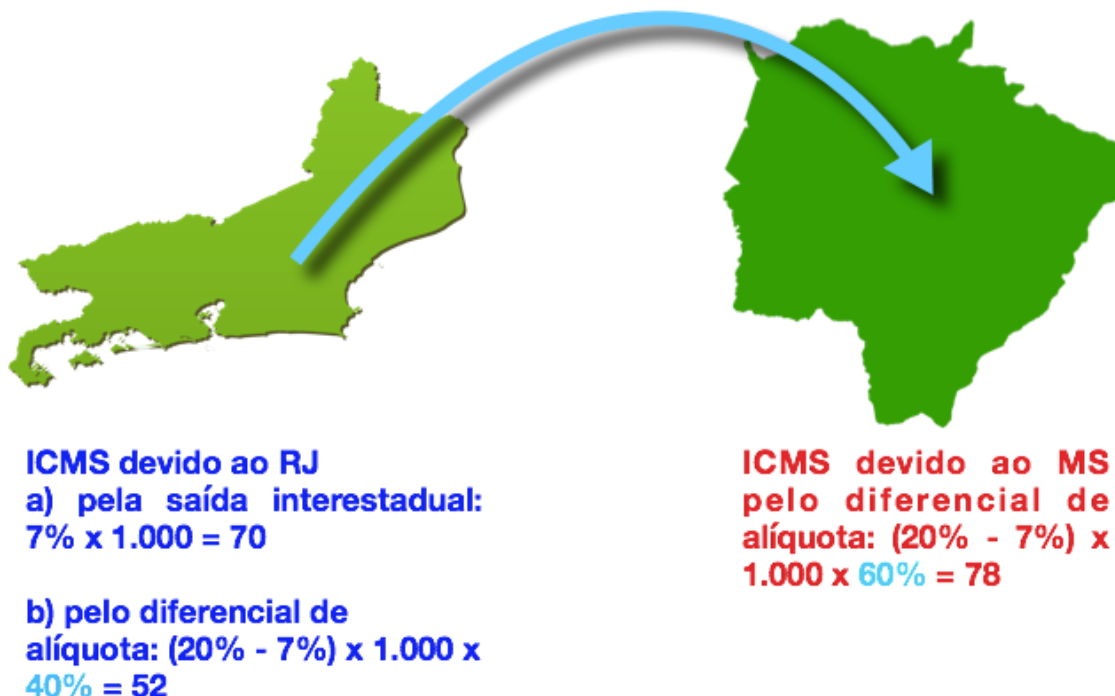 ICMS devido ao RJ
a) pela saída interestadual:
7% x 1.000 = 70
b) pelo diferencial de
alíquota: (20% - 7%) x 1.000 x
40% = 52
ICMS devido ao MS
pelo diferencial de
alíquota: (20% - 7%) x
1.000 x 60% = 78